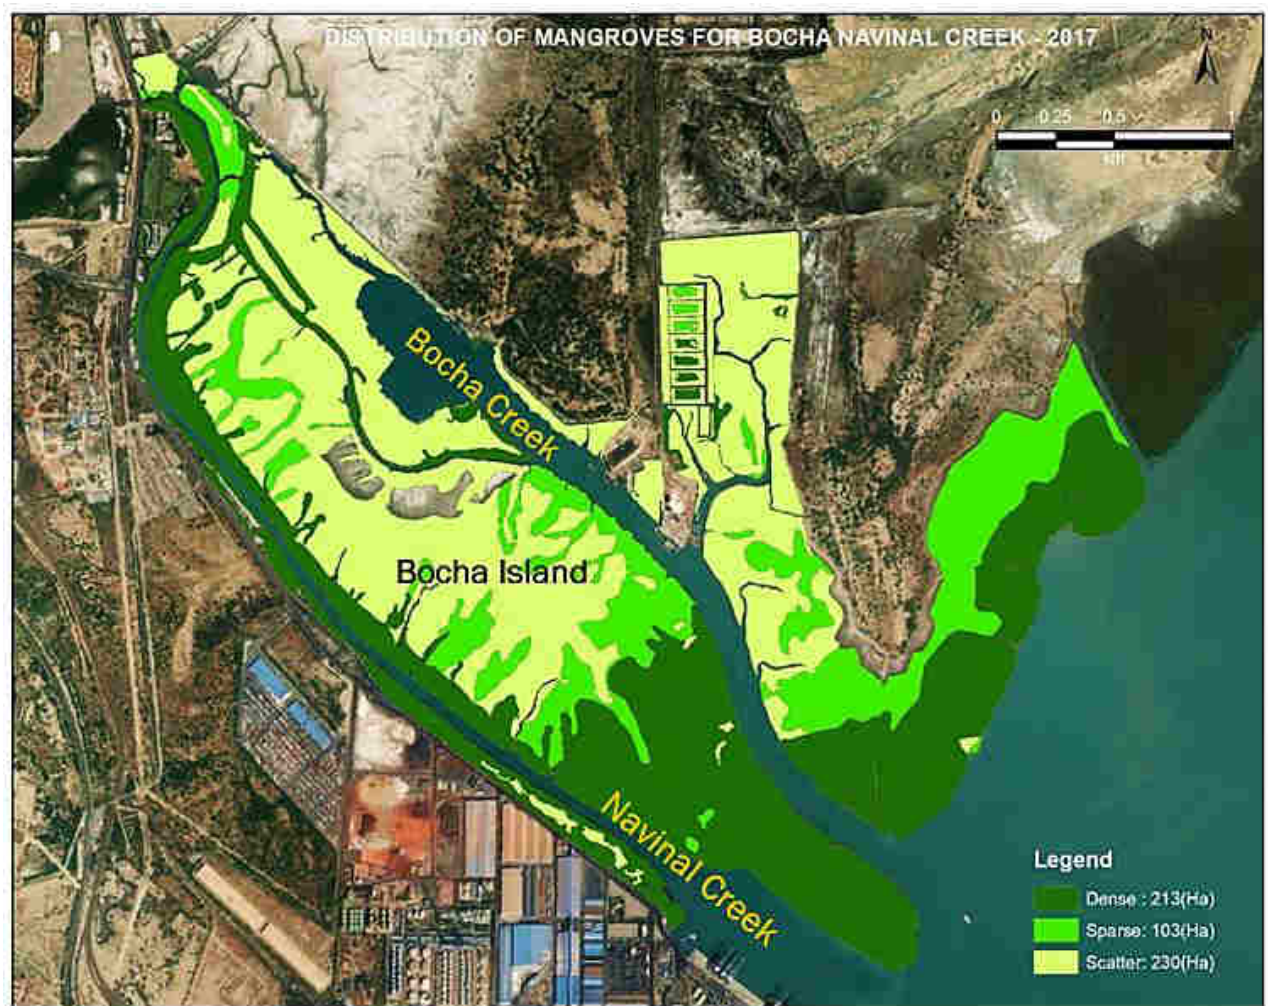 DISTRIBUTION OF MANGROVES FOR BOCHA NAVINAL CREEK - 2017
N
0 0.25 0.5 1
KM
Bocha Creek
Bocha Island
Navinal Creek
Legend
Dense : 213(Ha)
Sparse: 103(Ha)
Scatter: 230(Ha)